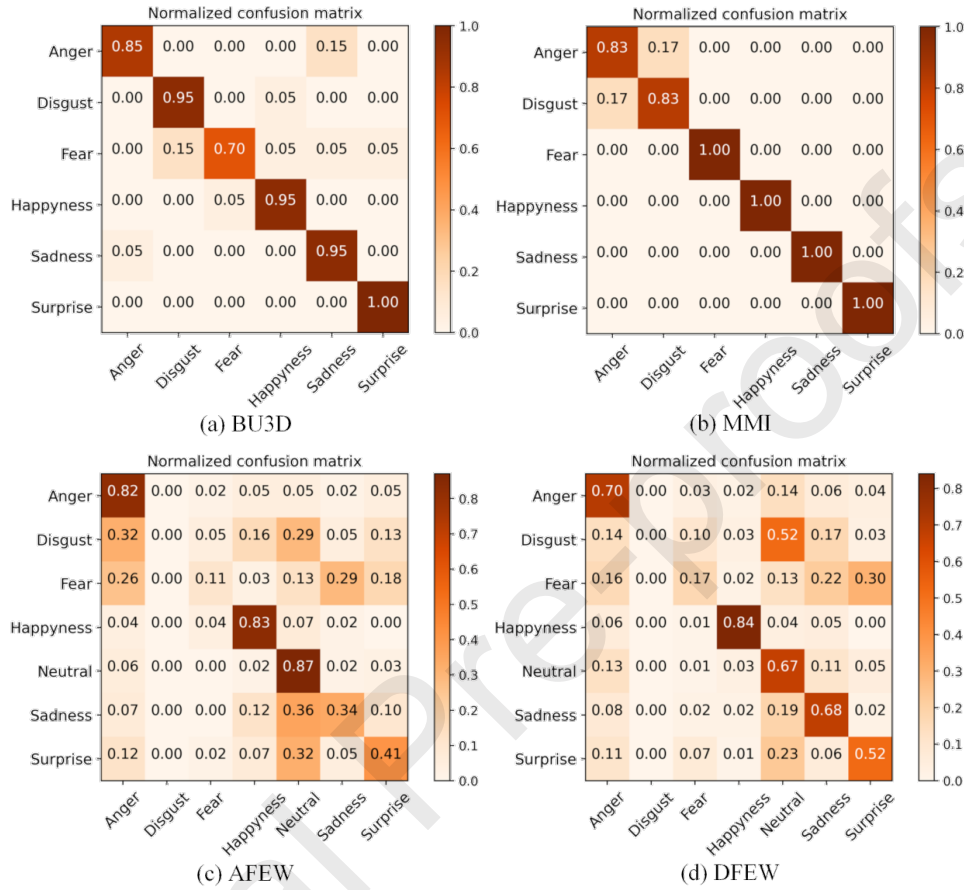 Normalized confusion matrix
Anger 0.85 0.00 0.00 0.00 0.15 0.00
Disgust 0.00 0.95 0.00 0.05 0.00 0.00
Fear 0.00 0.15 0.70 0.05 0.05 0.05
Happyness 0.00 0.00 0.05 0.95 0.00 0.00
Sadness 0.05 0.00 0.00 0.00 0.95 0.00
Surprise 0.00 0.00 0.00 0.00 0.00 1.00
Anger Disgust Fear Happyness Sadness Surprise
1.0
0.8
0.6
0.4
0.2
0.0
(a) BU3D
Normalized confusion matrix
Anger 0.83 0.17 0.00 0.00 0.00 0.00
Disgust 0.17 0.83 0.00 0.00 0.00 0.00
Fear 0.00 0.00 1.00 0.00 0.00 0.00
Happyness 0.00 0.00 0.00 1.00 0.00 0.00
Sadness 0.00 0.00 0.00 0.00 1.00 0.00
Surprise 0.00 0.00 0.00 0.00 0.00 1.00
Anger Disgust Fear Happyness Sadness Surprise
1.0
0.8
0.6
0.4
0.2
0.0
(b) MMI
Normalized confusion matrix
Anger 0.82 0.00 0.02 0.05 0.05 0.02 0.05
Disgust 0.32 0.00 0.05 0.16 0.29 0.05 0.13
Fear 0.26 0.00 0.11 0.03 0.13 0.29 0.18
Happyness 0.04 0.00 0.04 0.83 0.07 0.02 0.00
Neutral 0.06 0.00 0.00 0.02 0.87 0.02 0.03
Sadness 0.07 0.00 0.00 0.12 0.36 0.34 0.10
Surprise 0.12 0.00 0.02 0.07 0.32 0.05 0.41
Anger Disgust Fear Happyness Neutral Sadness Surprise
0.8
0.7
0.6
0.5
0.4
0.3
0.2
0.1
0.0
(c) AFEW
Normalized confusion matrix
Anger 0.70 0.00 0.03 0.02 0.14 0.06 0.04
Disgust 0.14 0.00 0.10 0.03 0.52 0.17 0.03
Fear 0.16 0.00 0.17 0.02 0.13 0.22 0.30
Happyness 0.06 0.00 0.01 0.84 0.04 0.05 0.00
Neutral 0.13 0.00 0.01 0.03 0.67 0.11 0.05
Sadness 0.08 0.00 0.02 0.02 0.19 0.68 0.02
Surprise 0.11 0.00 0.07 0.01 0.23 0.06 0.52
Anger Disgust Fear Happyness Neutral Sadness Surprise
0.8
0.7
0.6
0.5
0.4
0.3
0.2
0.1
0.0
(d) DFEW
al Pre-proofs